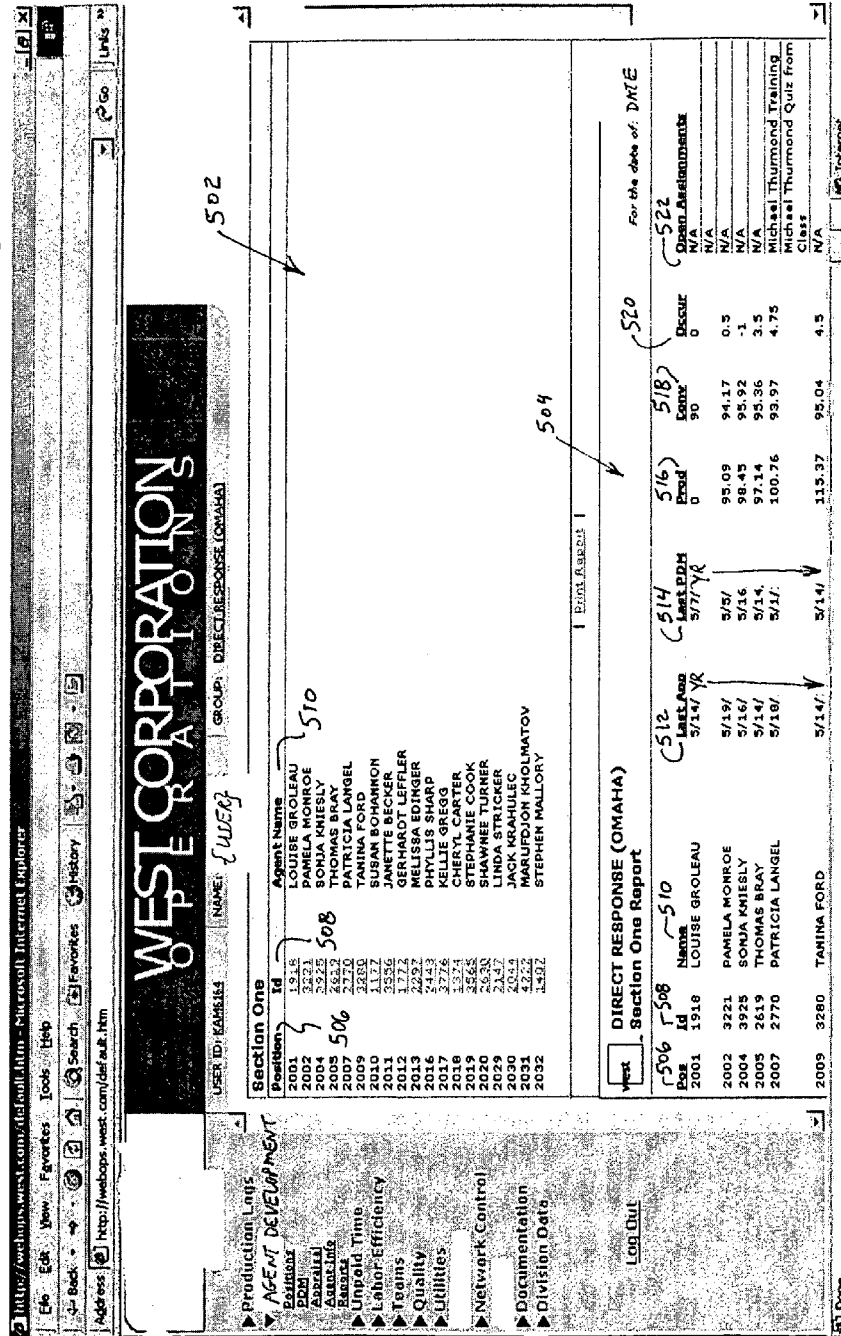 http://webops.west.com/default.htm - Microsoft Internet Explorer
File Edit View Favorites Tools Help
Back Search Favorites History
Address http://webops.west.com/default.htm Go Links »
WEST CORPORATION
OPERATIONS
USER ID: KAM6164 NAME: {USER} GROUP: DIRECT RESPONSE (OMAHA)
Production Logs
AGENT DEVELOPMENT
Positions
PDM
Appraisal
Agent Info
Reports
Unpaid Time
Labor Efficiency
Teams
Quality
Utilities
Network Control
Documentation
Division Data
Log Out
502
Section One
Position Id Agent Name
506 508 510
2001 1918 LOUISE GROLEAU
2002 3221 PAMELA MONROE
2004 3925 SONJA KNIESLY
2005 2619 THOMAS BRAY
2007 2770 PATRICIA LANGEL
2009 3280 TANINA FORD
2010 1177 SUSAN BOHANNON
2011 3556 JANETTE BECKER
2012 1772 GERHARDT LEFFLER
2013 2297 MELISSA EDINGER
2016 2443 PHYLLIS SHARP
2017 3776 KELLIE GREGG
2018 1374 CHERYL CARTER
2019 3565 STEPHANIE COOK
2020 2630 SHAWNEE TURNER
2029 2147 LINDA STRICKER
2030 2044 JACK KRAHULEC
2031 4222 MARUFDJON KHOLMATOV
2032 1407 STEPHEN MALLORY
| Print Report |
504
west DIRECT RESPONSE (OMAHA)
Section One Report For the date of: DATE
506 508 510 512 514 516 518 520 522
Pos Id Name Last App Last PDM Prod Conv Occur Open Assignments
2001 1918 LOUISE GROLEAU 5/14/ YR 5/7/ YR 0 90 0 N/A
N/A
2002 3221 PAMELA MONROE 5/19/ 5/5/ 95.09 94.17 0.5 N/A
2004 3925 SONJA KNIESLY 5/16/ 5/16 98.45 95.92 -1 N/A
2005 2619 THOMAS BRAY 5/14/ 5/14. 97.14 95.36 3.5 N/A
2007 2770 PATRICIA LANGEL 5/18/ 5/1/ 100.76 93.97 4.75 Michael Thurmond Training
Michael Thurmond Quiz from
Class
2009 3280 TANINA FORD 5/14/ 5/14/ 115.37 95.04 4.5 N/A
Done Internet